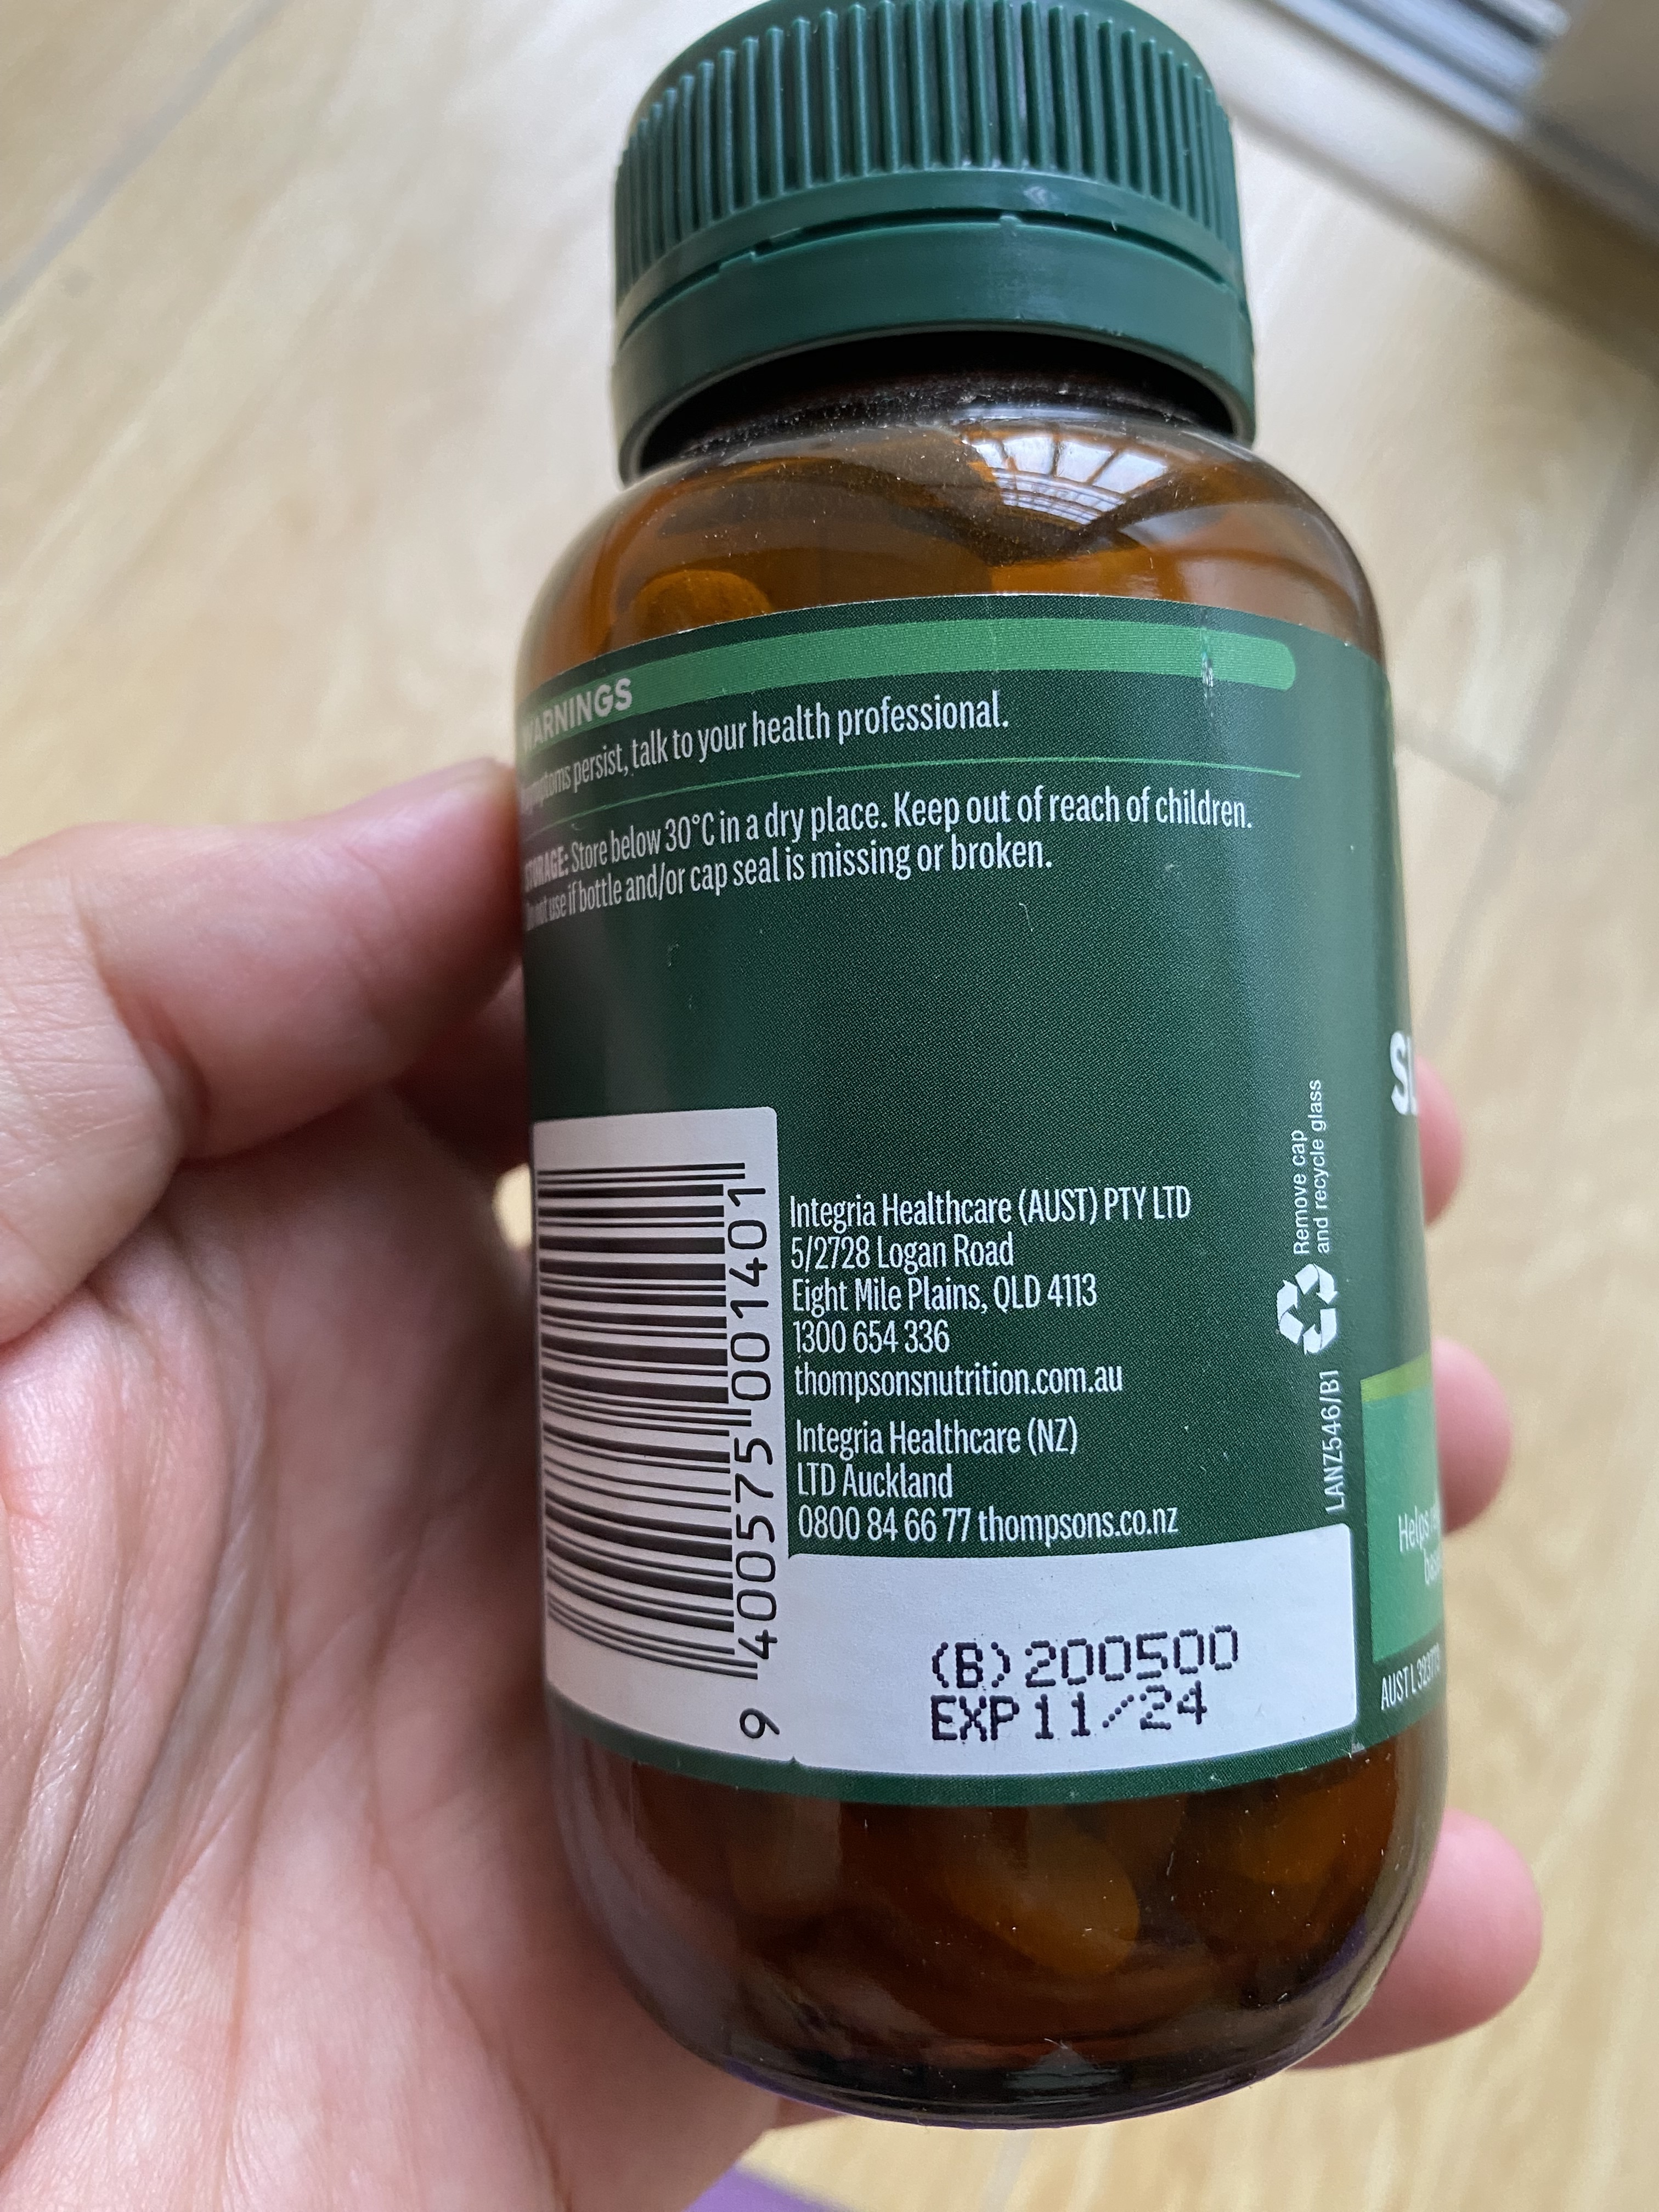 WARNINGS
symptoms persist, talk to your health professional.
STORAGE: Store below 30°C in a dry place. Keep out of reach of children.
Do not use if bottle and/or cap seal is missing or broken.
9 400575 001401
Integria Healthcare (AUST) PTY LTD
5/2728 Logan Road
Eight Mile Plains, QLD 4113
1300 654 336
thompsonsnutrition.com.au
Integria Healthcare (NZ)
LTD Auckland
0800 84 66 77 thompsons.co.nz
(B) 200500
EXP 11/24
Remove cap
and recycle glass
LANZ546/B1
Helps
AUST L